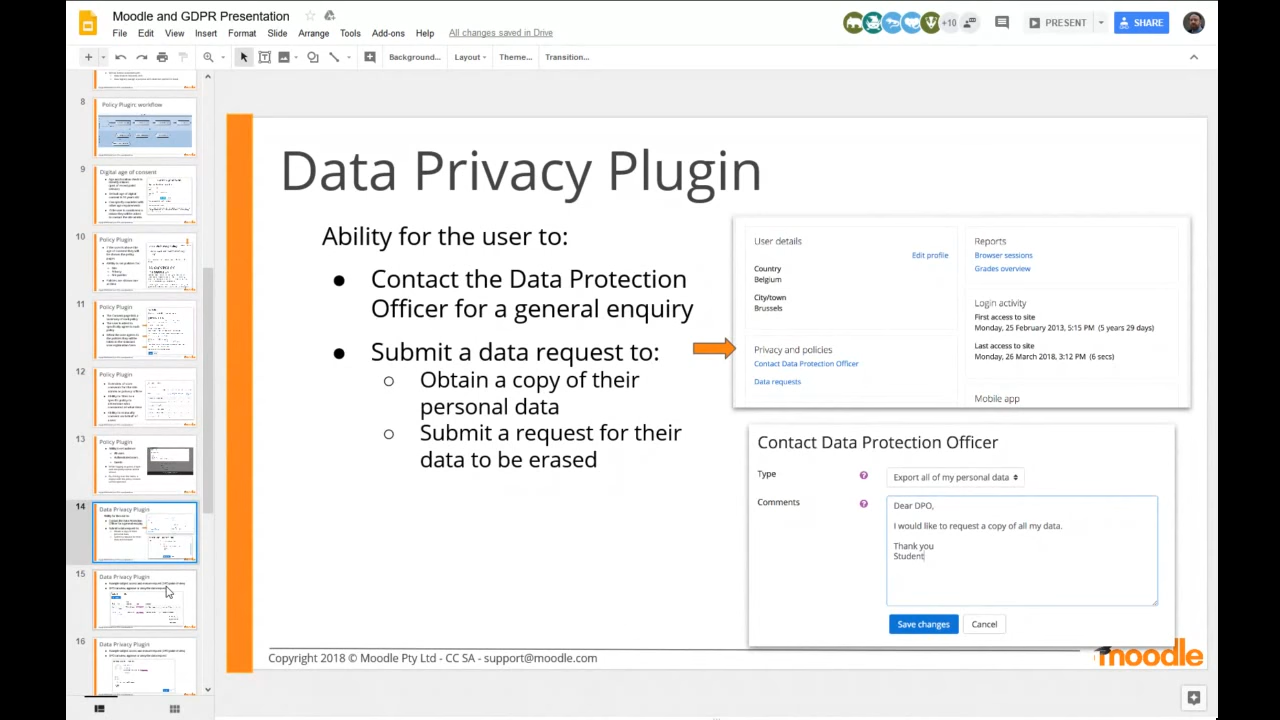 Moodle and GDPR Presentation
File Edit View Insert Format Slide Arrange Tools Add-ons Help All changes saved in Drive
+10
PRESENT
SHARE
Background... Layout Theme... Transition...
8
Policy Plugin: workflow
9
Digital age of consent
10
Policy Plugin
11
Policy Plugin
12
Policy Plugin
13
Policy Plugin
14
Data Privacy Plugin
15
Data Privacy Plugin
16
Data Privacy Plugin
Data Privacy Plugin
Ability for the user to:
● Contact the Data Protection
Officer for a general enquiry
● Submit a data request to:
○ Obtain a copy of their
personal data
○ Submit a request for their
data to be erased
User details
Edit profile
Country
Belgium
City/town
Brussels
Privacy and policies
Contact Data Protection Officer
Data requests
Reports
Browser sessions
Grades overview
Login activity
First access to site
Monday, 25 February 2013, 5:15 PM (5 years 29 days)
Last access to site
Monday, 26 March 2018, 3:12 PM (6 secs)
Mobile app
Contact Data Protection Officer
Type
Export all of my personal data
Comments
Dear DPO,
I would like to request a copy of all my data.
Thank you
Student
Save changes Cancel
Copyright 2018 © Moodle Pty Ltd - CC SA - support@moodle.com
moodle